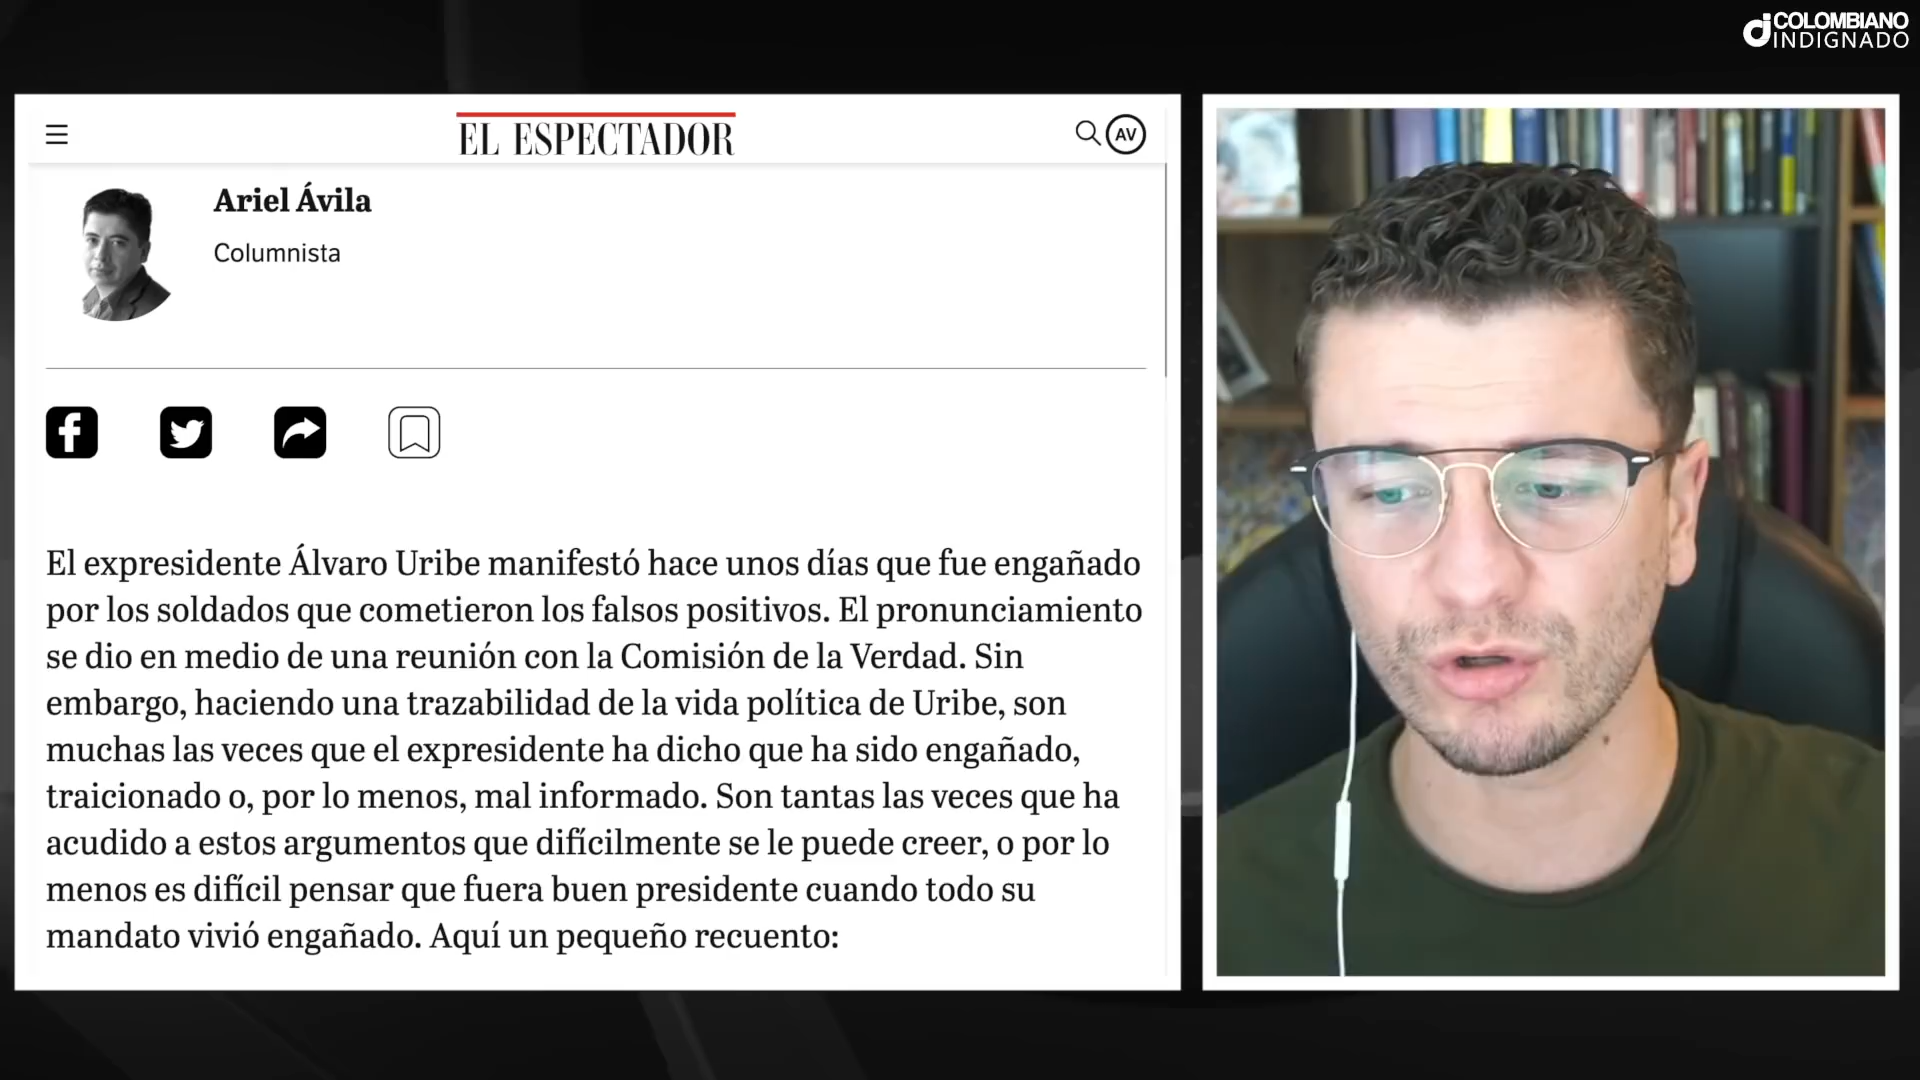 COLOMBIANO
INDIGNADO
EL ESPECTADOR
AV
Ariel Ávila
Columnista
El expresidente Álvaro Uribe manifestó hace unos días que fue engañado
por los soldados que cometieron los falsos positivos. El pronunciamiento
se dio en medio de una reunión con la Comisión de la Verdad. Sin
embargo, haciendo una trazabilidad de la vida política de Uribe, son
muchas las veces que el expresidente ha dicho que ha sido engañado,
traicionado o, por lo menos, mal informado. Son tantas las veces que ha
acudido a estos argumentos que difícilmente se le puede creer, o por lo
menos es difícil pensar que fuera buen presidente cuando todo su
mandato vivió engañado. Aquí un pequeño recuento: